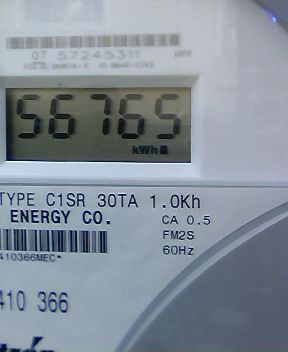 07 57245311
56765
kWh
TYPE C1SR 30TA 1.0Kh
ENERGY CO.
CA 0.5
FM2S
60Hz
410366MEC*
410 366